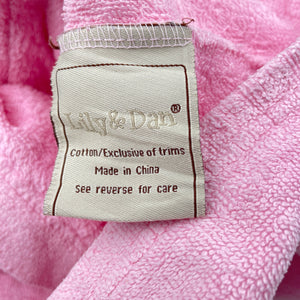 Lily & Dan®
Cotton/Exclusive of trims
Made in China
See reverse for care